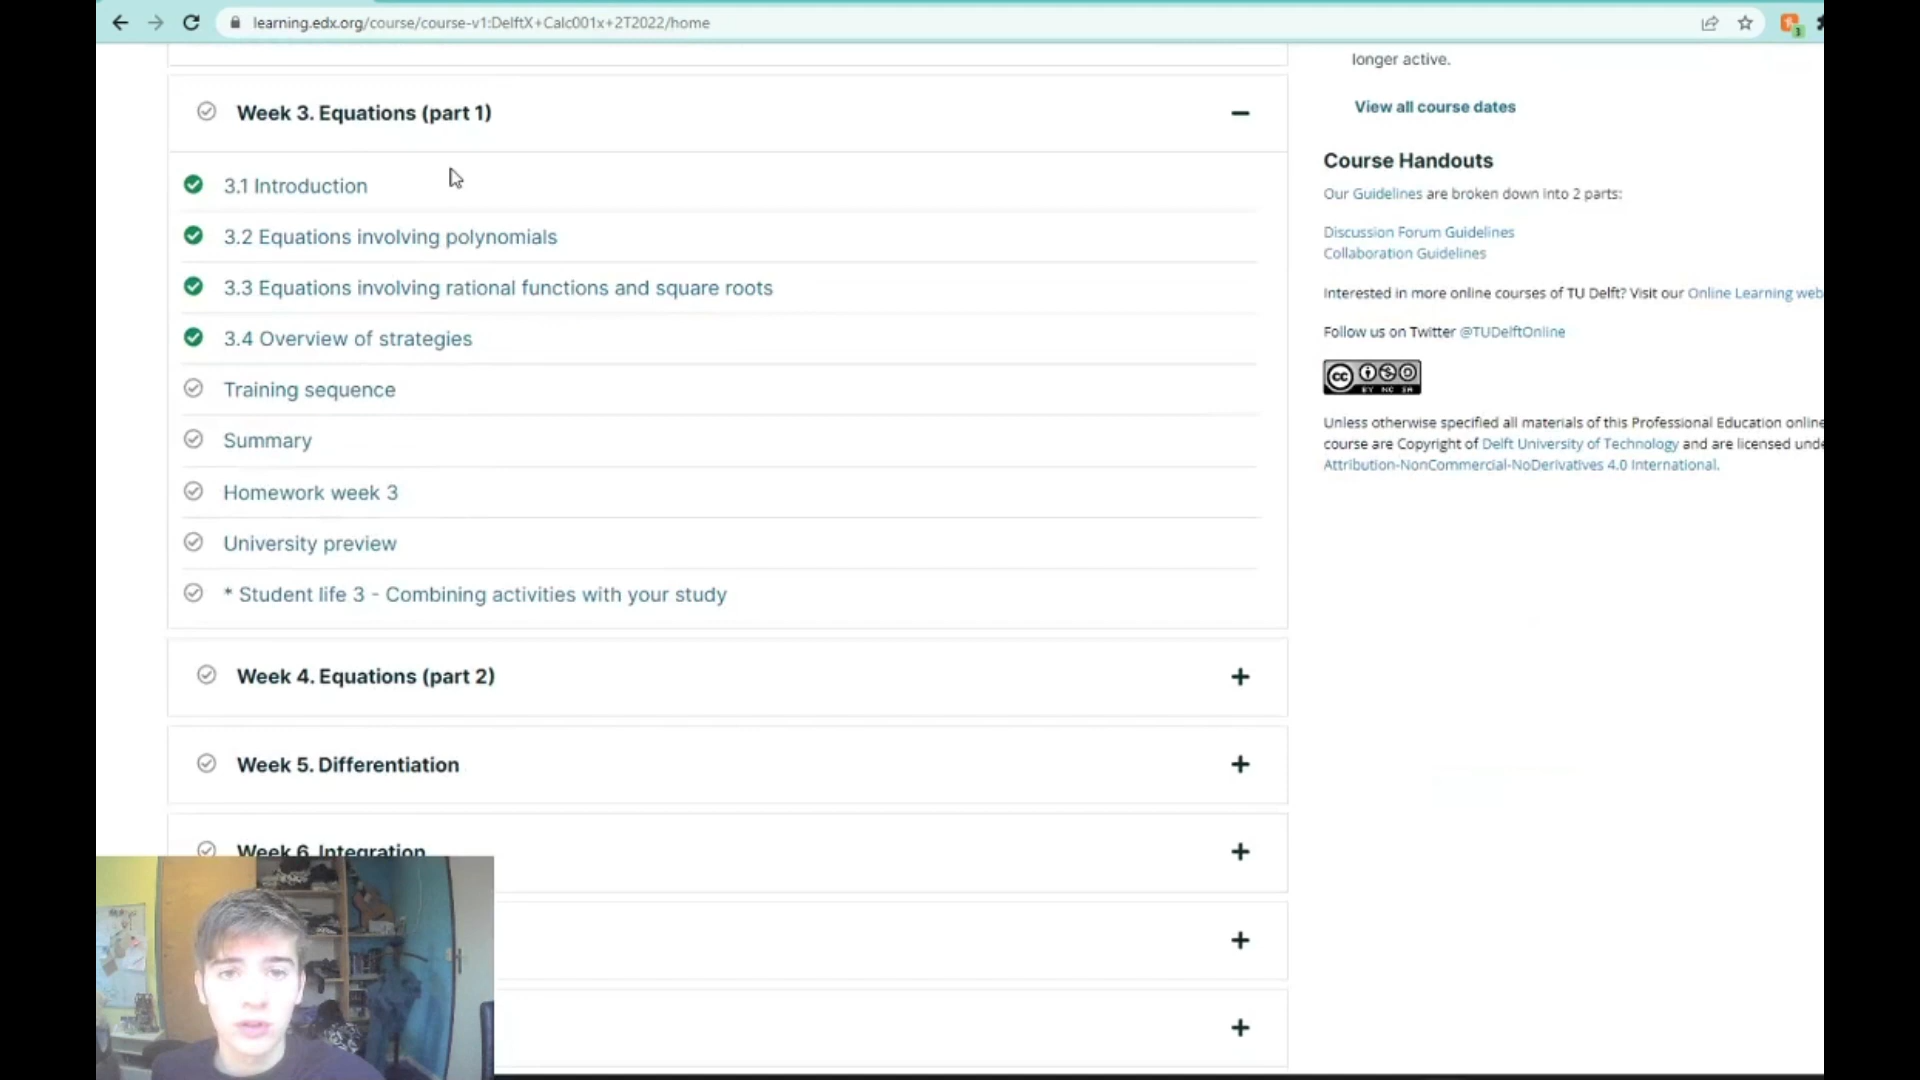 learning.edx.org/course/course-v1:DelftX+Calc001x+2T2022/home
1
Week 3. Equations (part 1)
3.1 Introduction
3.2 Equations involving polynomials
3.3 Equations involving rational functions and square roots
3.4 Overview of strategies
Training sequence
Summary
Homework week 3
University preview
* Student life 3 - Combining activities with your study
Week 4. Equations (part 2)
Week 5. Differentiation
Week 6. Integration
longer active.
View all course dates
Course Handouts
Our Guidelines are broken down into 2 parts:
Discussion Forum Guidelines
Collaboration Guidelines
Interested in more online courses of TU Delft? Visit our Online Learning web
Follow us on Twitter @TUDelftOnline
cc
BY NC SA
Unless otherwise specified all materials of this Professional Education online
course are Copyright of Delft University of Technology and are licensed unde
Attribution-NonCommercial-NoDerivatives 4.0 International.